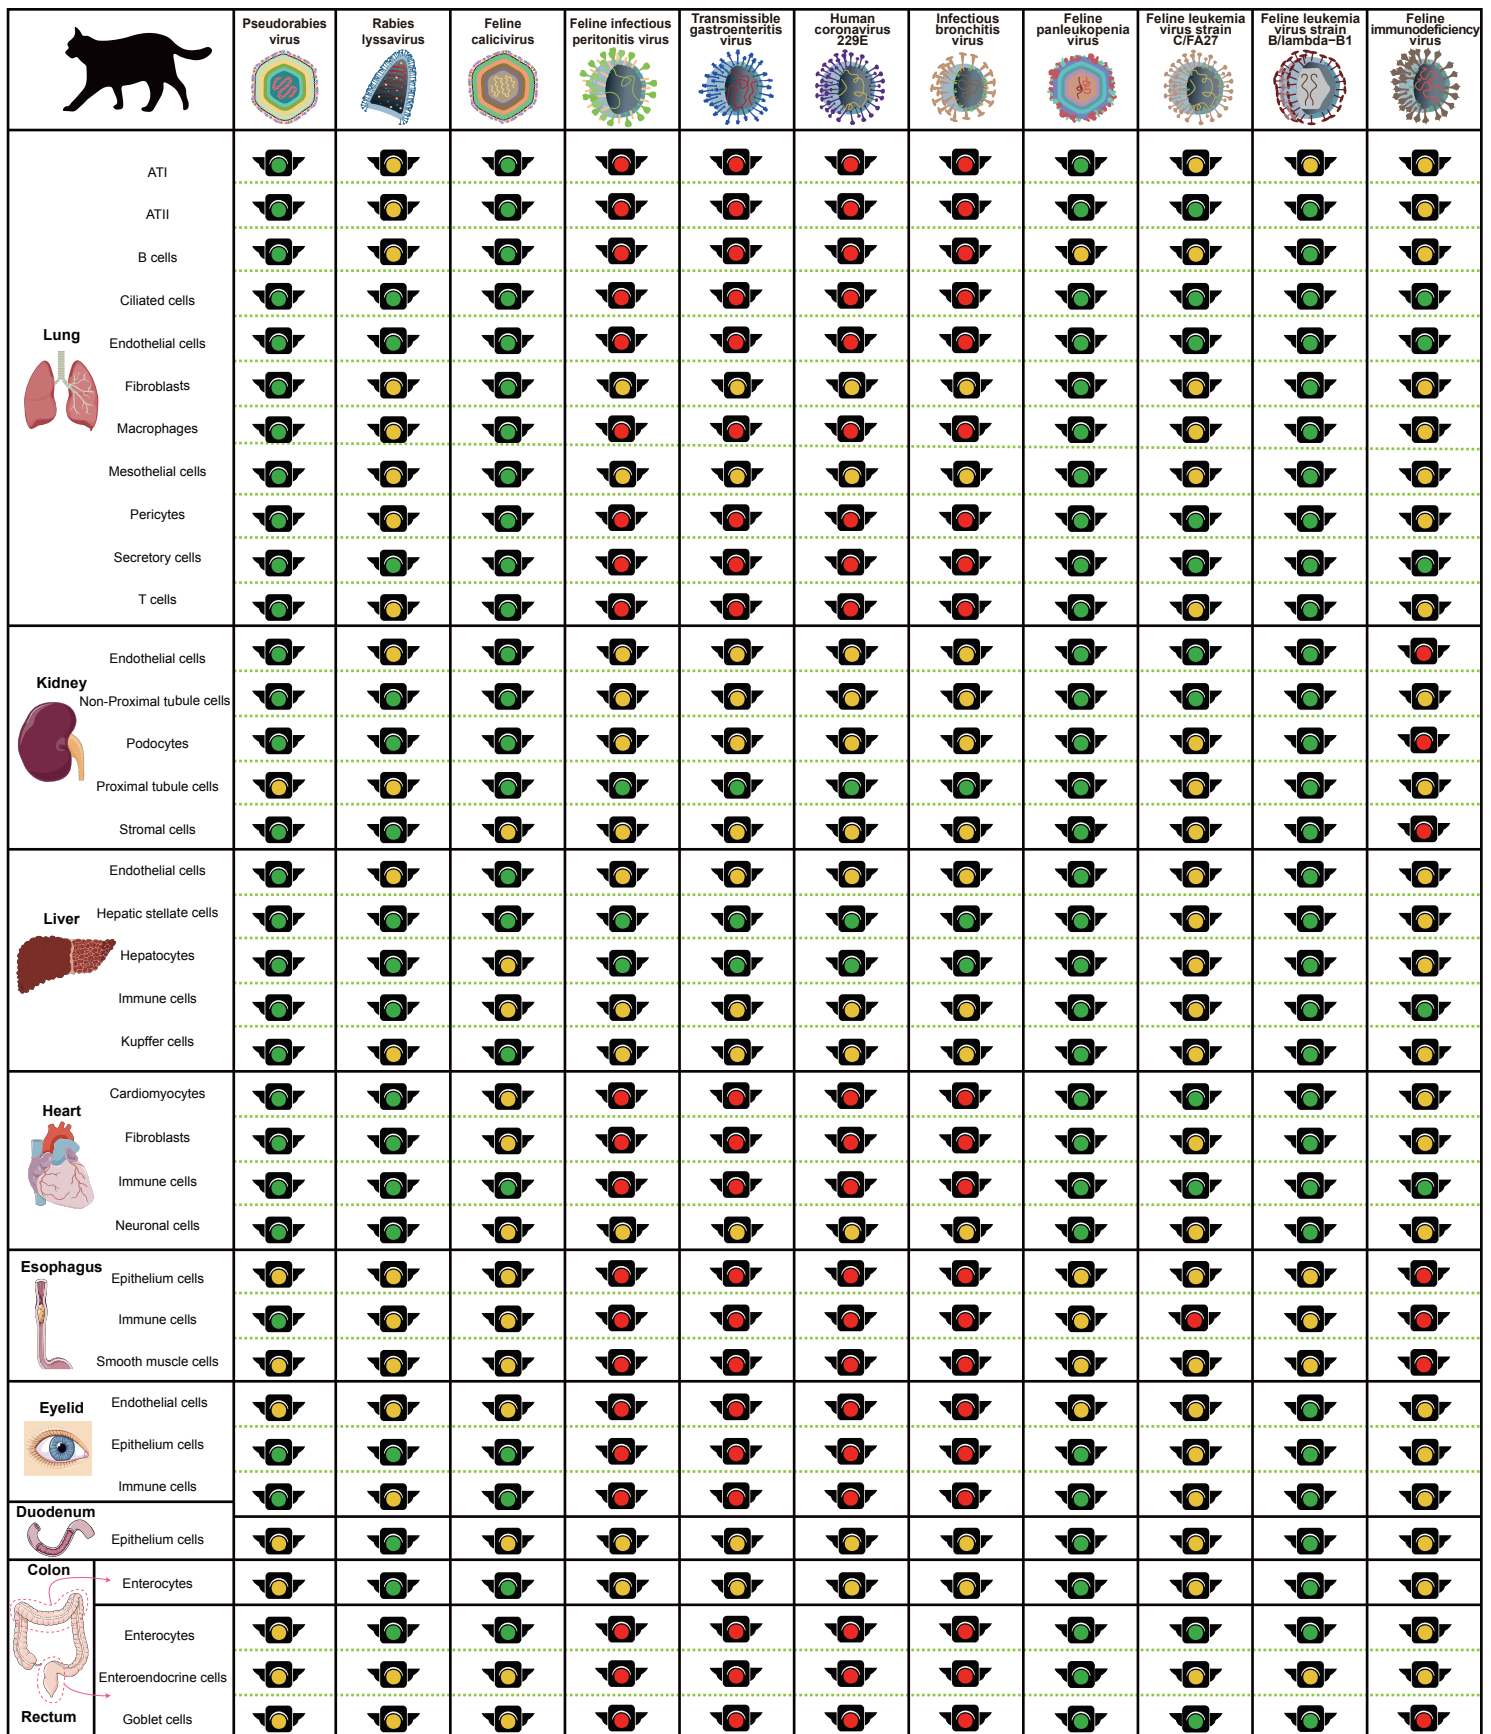 Pseudorabies
virus
Rabies
lyssavirus
Feline
calicivirus
Feline infectious
peritonitis virus
Transmissible
gastroenteritis
virus
Human
coronavirus
229E
Infectious
bronchitis
virus
Feline
panleukopenia
virus
Feline leukemia
virus strain
C/FA27
Feline leukemia
virus strain
B/lambda−B1
Feline
immunodeficiency
virus
Lung
ATI
ATII
B cells
Ciliated cells
Endothelial cells
Fibroblasts
Macrophages
Mesothelial cells
Pericytes
Secretory cells
T cells
Kidney
Endothelial cells
Non-Proximal tubule cells
Podocytes
Proximal tubule cells
Stromal cells
Liver
Endothelial cells
Hepatic stellate cells
Hepatocytes
Immune cells
Kupffer cells
Heart
Cardiomyocytes
Fibroblasts
Immune cells
Neuronal cells
Esophagus
Epithelium cells
Immune cells
Smooth muscle cells
Eyelid
Endothelial cells
Epithelium cells
Immune cells
Duodenum
Epithelium cells
Colon
Enterocytes
Enterocytes
Enteroendocrine cells
Goblet cells
Rectum